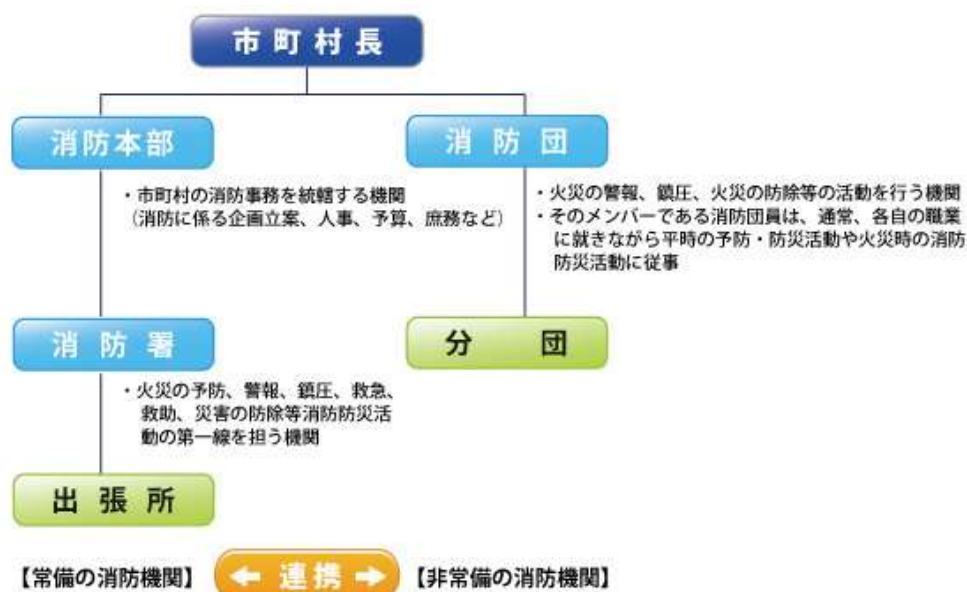 市町村長
消防本部
・市町村の消防事務を統轄する機関
（消防に係る企画立案、人事、予算、庶務など）
消防署
・火災の予防、警報、鎮圧、救急、
救助、災害の防除等消防防災活
動の第一線を担う機関
出張所
消防団
・火災の警報、鎮圧、火災の防除等の活動を行う機関
・そのメンバーである消防団員は、通常、各自の職業
に就きながら平時の予防・防災活動や火災時の消防
防災活動に従事
分団
【常備の消防機関】 ← 連携 → 【非常備の消防機関】